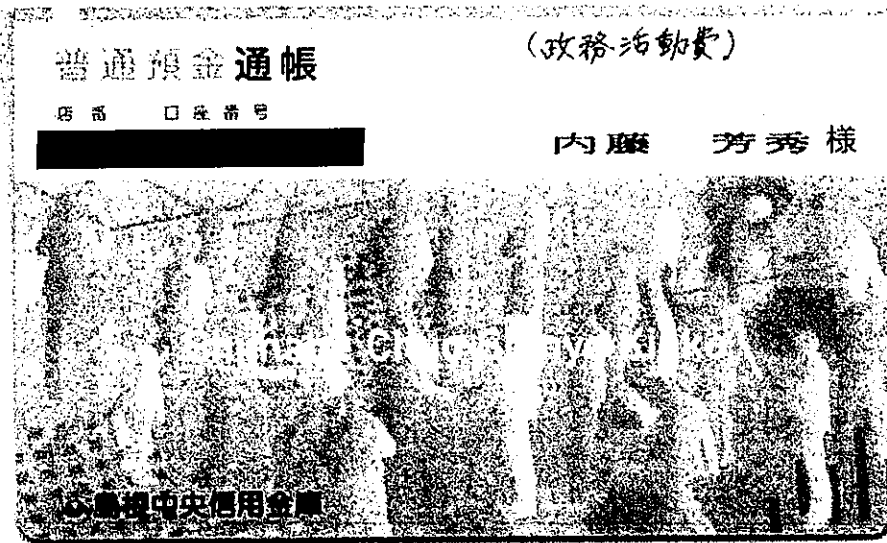 (政務活動費)
普通預金通帳
店番 口座番号
内藤 芳秀 様
島根中央信用金庫